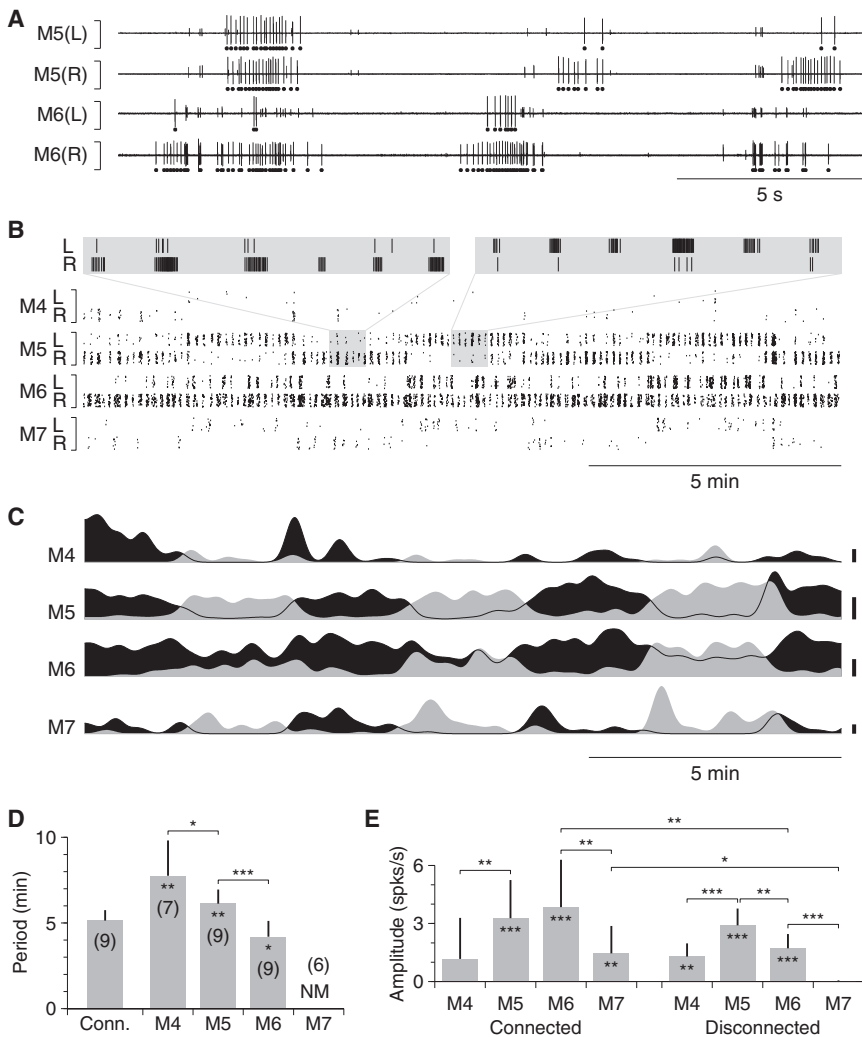 A
M5(L)
M5(R)
M6(L)
M6(R)
5 s
B
L
R
M4 L
R
M5 L
R
M6 L
R
M7 L
R
5 min
C
M4
M5
M6
M7
5 min
D
Period (min)
10
5
0
*
***
**
**
*
(9)
(7)
(9)
(9)
(6)
NM
Conn. M4 M5 M6 M7
E
Amplitude (spks/s)
6
3
0
**
**
**
*
***
**
***
***
***
**
**
***
***
M4 M5 M6 M7 M4 M5 M6 M7
Connected Disconnected